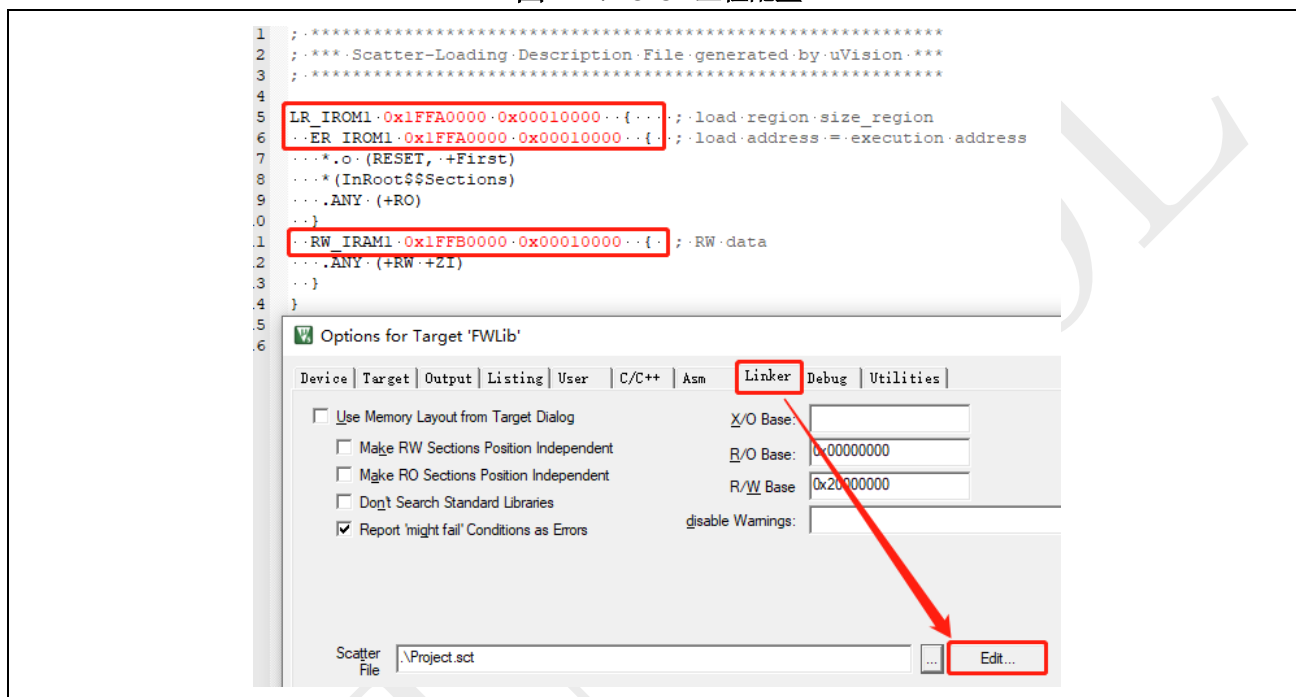 1 ; ************************************************************
2 ; *** Scatter-Loading Description File generated by uVision ***
3 ; ************************************************************
4
5 LR_IROM1 0x1FFA0000 0x00010000 { ; load region size_region
6 ER_IROM1 0x1FFA0000 0x00010000 { ; load address = execution address
7 *.o (RESET, +First)
8 *(InRoot$$Sections)
9 .ANY (+RO)
.0 }
.1 RW_IRAM1 0x1FFB0000 0x00010000 { ; RW data
.2 .ANY (+RW +ZI)
.3 }
.4 }
.5
.6
Options for Target 'FWLib'
Device Target Output Listing User C/C++ Asm Linker Debug Utilities
Use Memory Layout from Target Dialog X/O Base:
Make RW Sections Position Independent R/O Base: 0x00000000
Make RO Sections Position Independent R/W Base 0x20000000
Don't Search Standard Libraries disable Warnings:
Report 'might fail' Conditions as Errors
Scatter File .\Project.sct ... Edit...